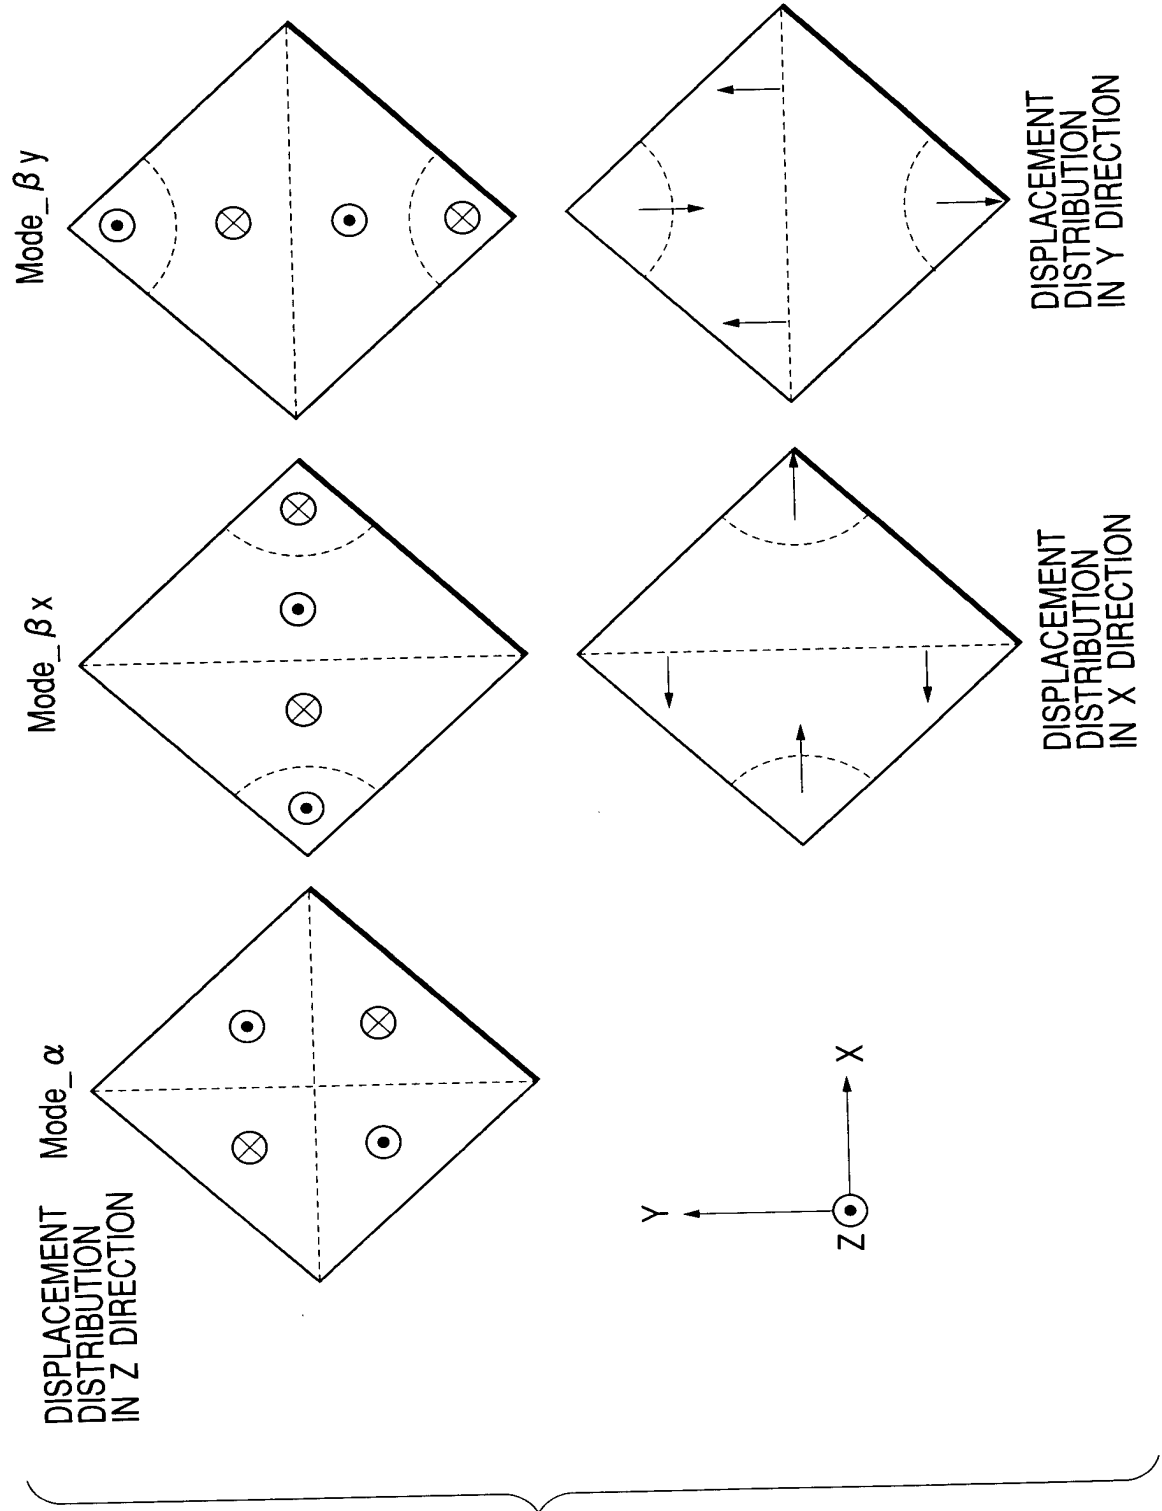 DISPLACEMENT
DISTRIBUTION
IN Z DIRECTION
Mode_α
Mode_βx
Mode_βy
Y
Z
X
DISPLACEMENT
DISTRIBUTION
IN X DIRECTION
DISPLACEMENT
DISTRIBUTION
IN Y DIRECTION